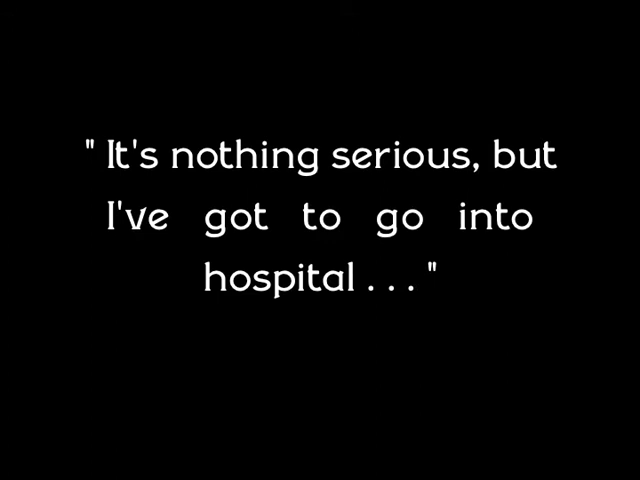 " It's nothing serious, but
I've got to go into
hospital . . . "